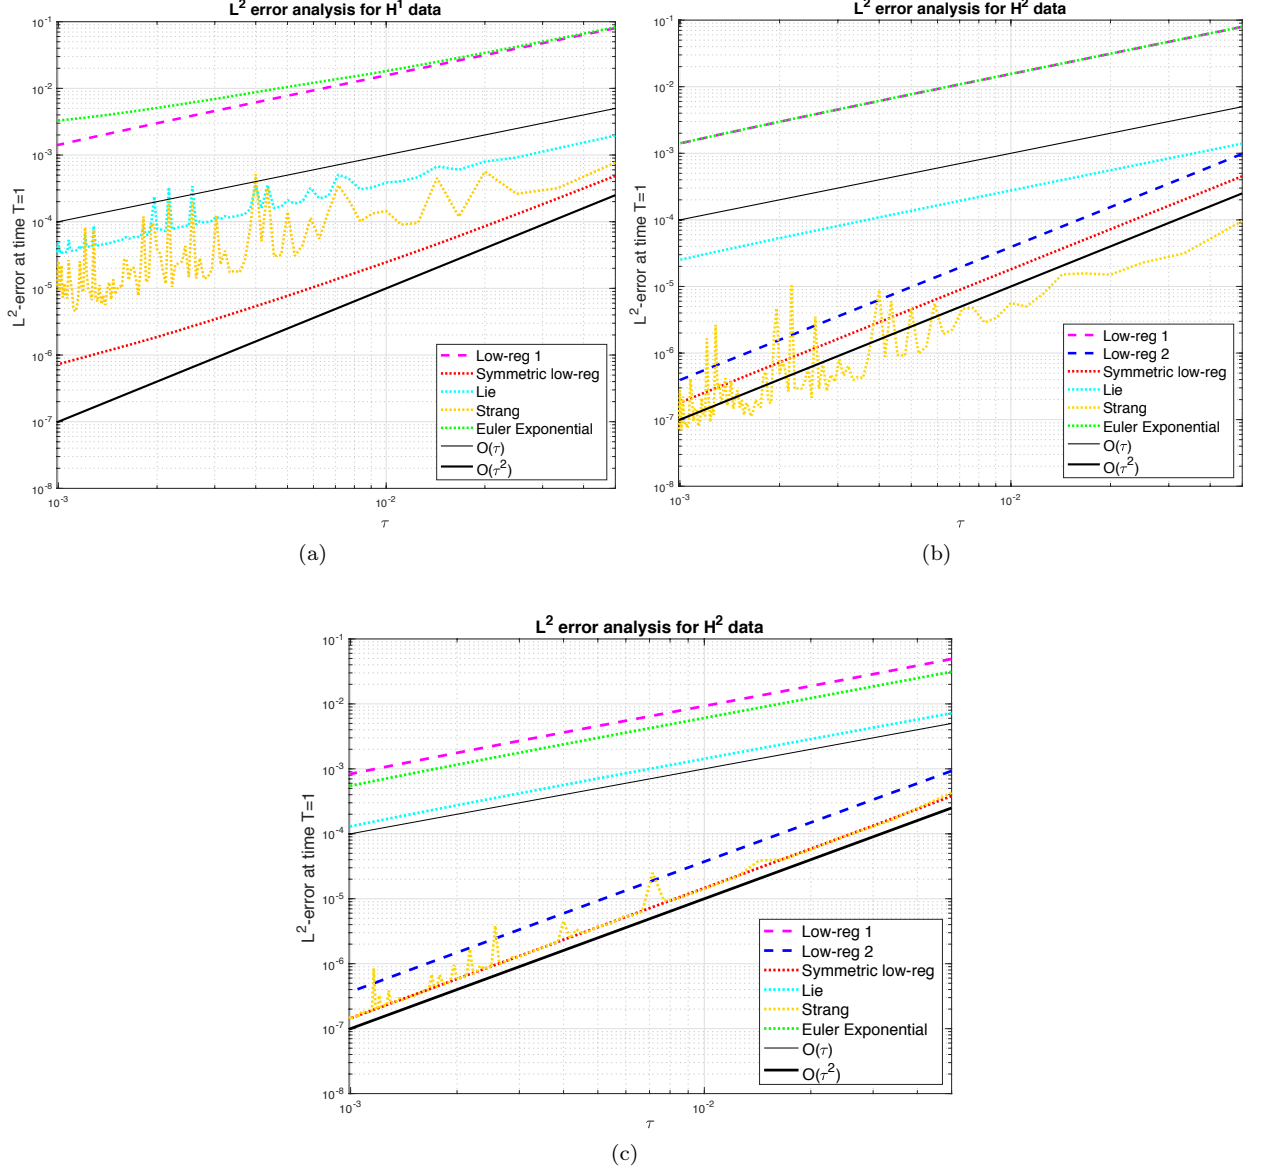 L² error analysis for H¹ data
10⁻¹
10⁻²
10⁻³
10⁻⁴
10⁻⁵
10⁻⁶
10⁻⁷
10⁻⁸
L²-error at time T=1
Low-reg 1
Symmetric low-reg
Lie
Strang
Euler Exponential
O(τ)
O(τ²)
10⁻³
10⁻²
τ
(a)
L² error analysis for H² data
10⁻¹
10⁻²
10⁻³
10⁻⁴
10⁻⁵
10⁻⁶
10⁻⁷
10⁻⁸
L²-error at time T=1
Low-reg 1
Low-reg 2
Symmetric low-reg
Lie
Strang
Euler Exponential
O(τ)
O(τ²)
10⁻³
10⁻²
τ
(b)
L² error analysis for H² data
10⁻¹
10⁻²
10⁻³
10⁻⁴
10⁻⁵
10⁻⁶
10⁻⁷
10⁻⁸
L²-error at time T=1
Low-reg 1
Low-reg 2
Symmetric low-reg
Lie
Strang
Euler Exponential
O(τ)
O(τ²)
10⁻³
10⁻²
τ
(c)